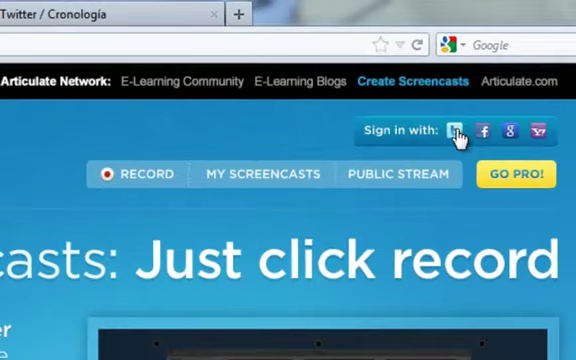 Twitter / Cronología
Google
Articulate Network: E-Learning Community E-Learning Blogs Create Screencasts Articulate.com
Sign in with:
RECORD MY SCREENCASTS PUBLIC STREAM GO PRO!
casts: Just click record
er